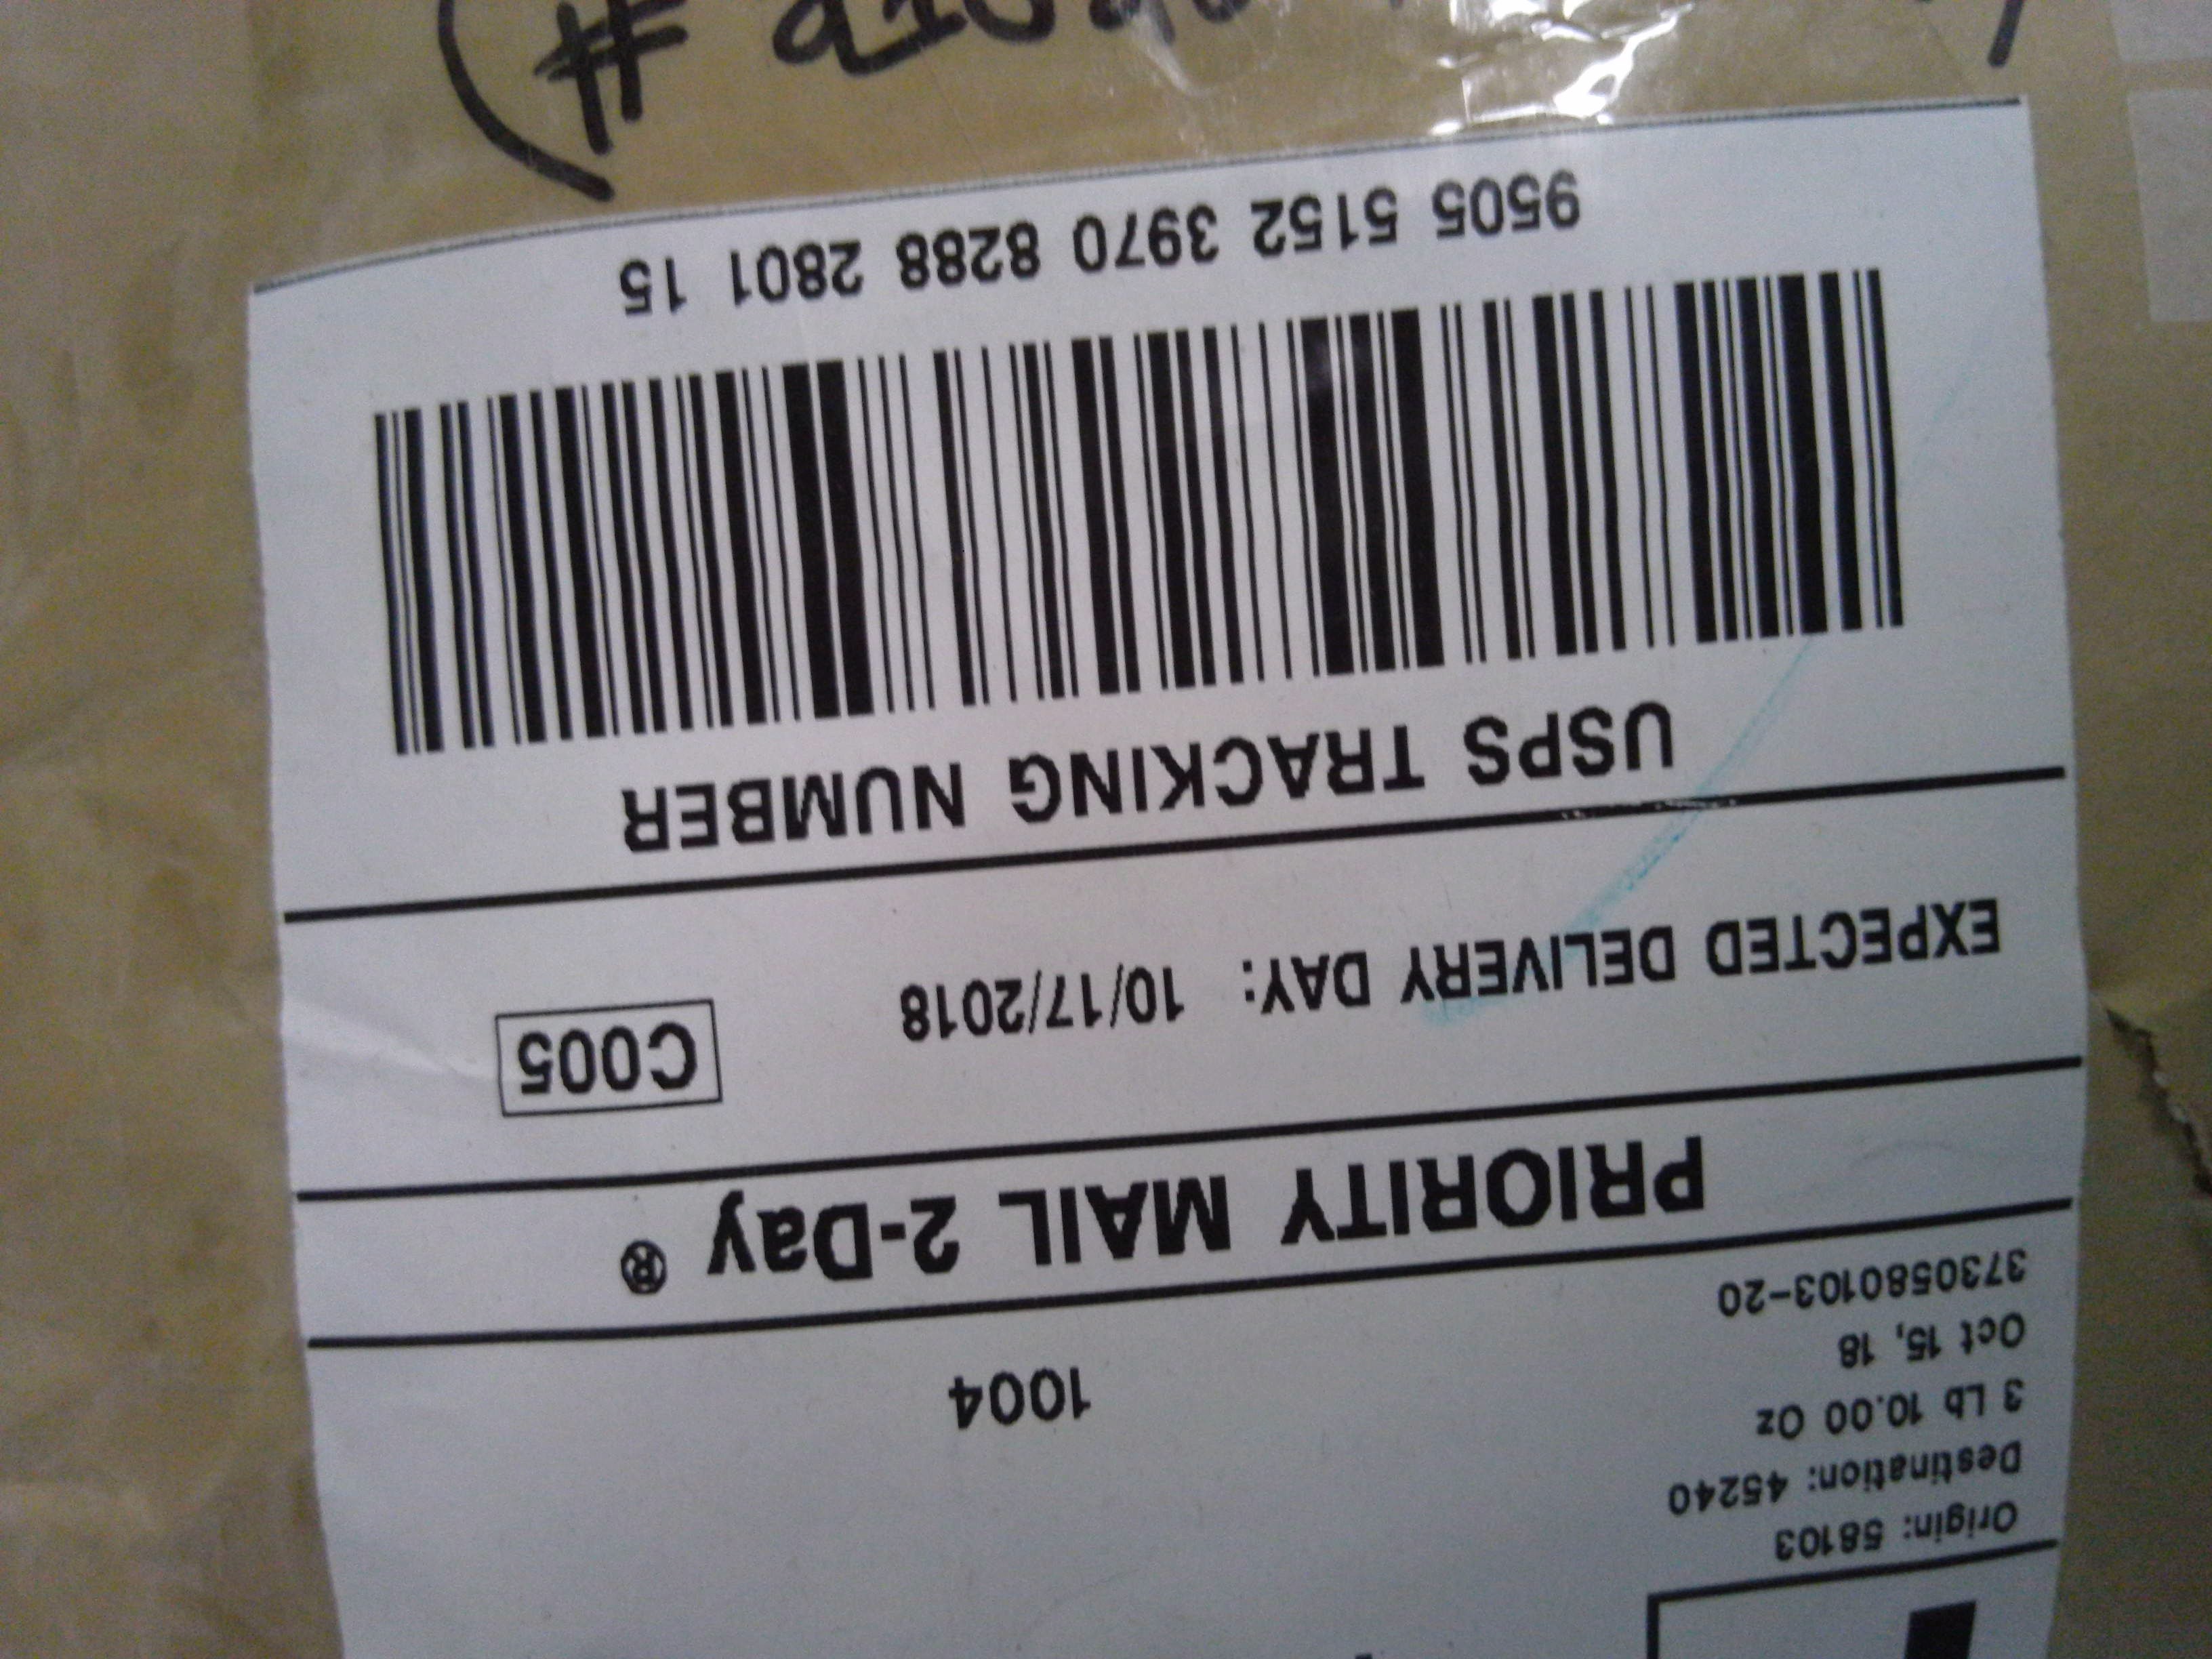 Origin: 58103
Destination: 45240
3 Lb 10.00 Oz
Oct 15, 18
3730580103-20
1004
PRIORITY MAIL 2-Day ®
EXPECTED DELIVERY DAY: 10/17/2018
C005
USPS TRACKING NUMBER
9505 5152 3970 8288 2801 15